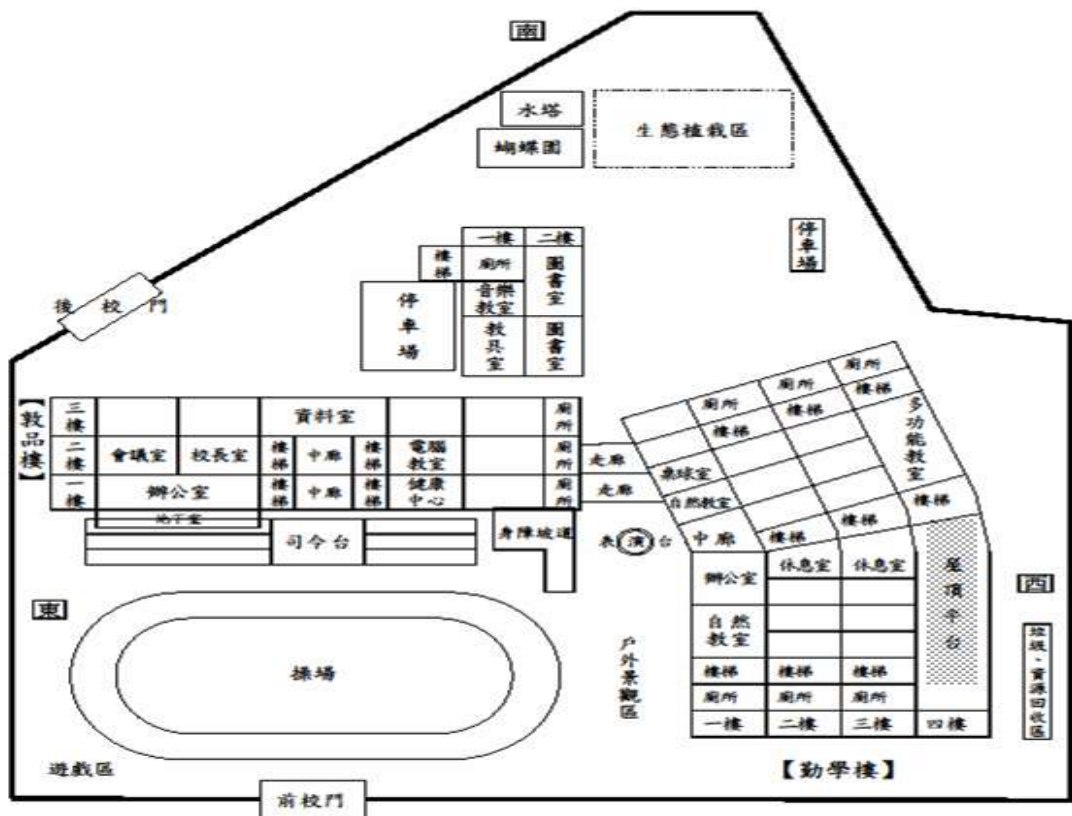 南
水塔
蝴蝶園
生態植栽區
停車場
一樓 二樓
樓梯 廁所 圖書室
音樂教室
停車場
教具室 圖書室
後校門
【敦品樓】
三樓 資料室 廁所
二樓 會議室 校長室 樓梯 中廊 樓梯 電腦教室 廁所 走廊
一樓 辦公室 樓梯 中廊 樓梯 健康中心 廁所 走廊
地下室
司令台
身障坡道
表演台
廁所 廁所 廁所
樓梯 樓梯 樓梯
多功能教室
桌球室
自然教室
中廊 樓梯 樓梯 樓梯
辦公室 休息室 休息室
屋頂平台
自然教室
樓梯 樓梯 樓梯
廁所 廁所 廁所
一樓 二樓 三樓 四樓
【勤學樓】
西
垃圾、資源回收區
東
操場
戶外景觀區
遊戲區
前校門